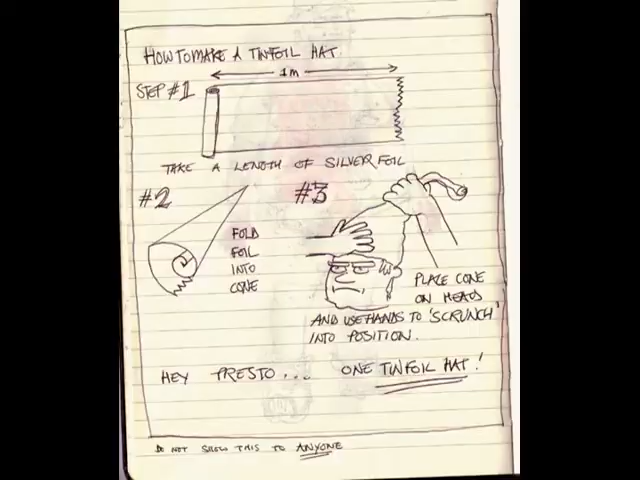 HOW TO MAKE A TINFOIL HAT.
1m
STEP #1
TAKE A LENGTH OF SILVER FOIL
#2
FOLD
FOIL
INTO
CONE
#3
PLACE CONE
ON HEAD
AND USE HANDS TO 'SCRUNCH'
INTO POSITION.
HEY PRESTO... ONE TINFOIL HAT!
DO NOT SHOW THIS TO ANYONE